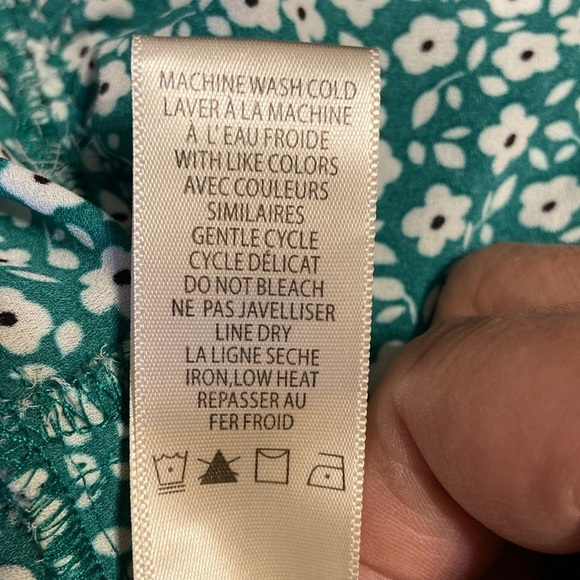 MACHINE WASH COLD
LAVER À LA MACHINE
À L'EAU FROIDE
WITH LIKE COLORS
AVEC COULEURS
SIMILAIRES
GENTLE CYCLE
CYCLE DÉLICAT
DO NOT BLEACH
NE PAS JAVELLISER
LINE DRY
LA LIGNE SECHE
IRON,LOW HEAT
REPASSER AU
FER FROID